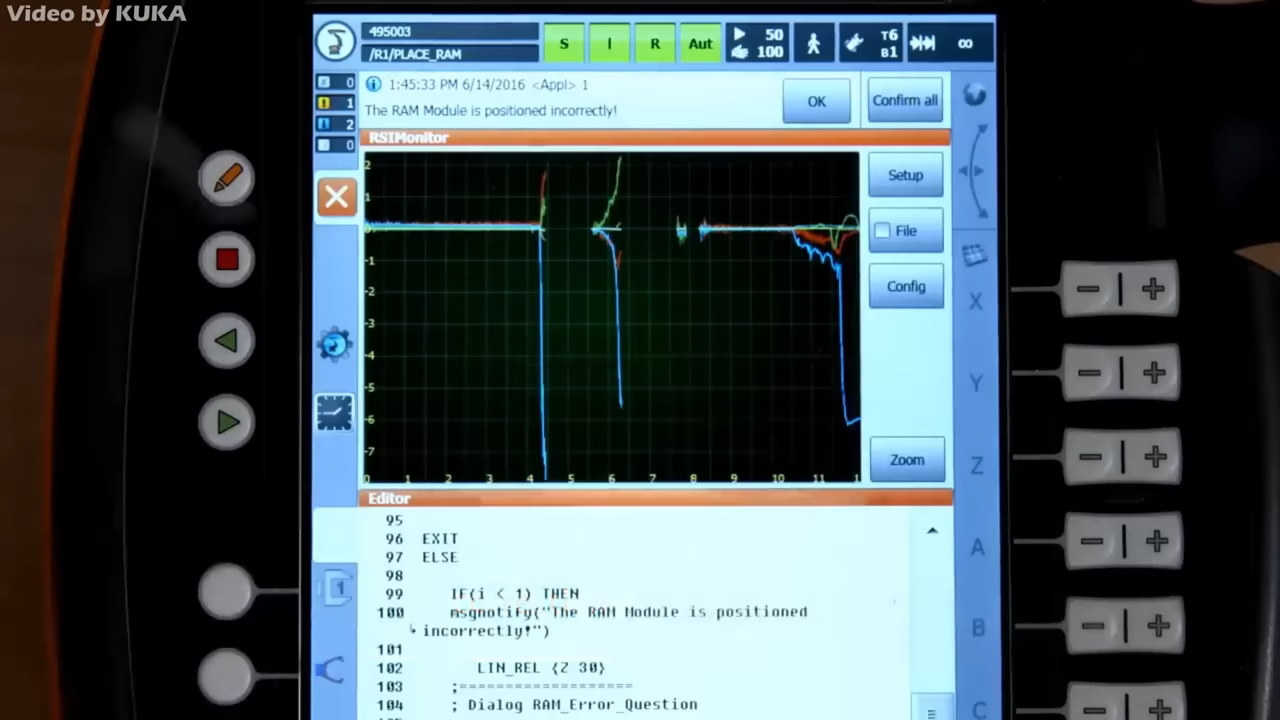 Video by KUKA
495003
/R1/PLACE_RAM
S I R Aut
50
100
T6
B1
∞
0
1
2
0
1:45:33 PM 6/14/2016 <Appl> 1
The RAM Module is positioned incorrectly!
OK
Confirm all
RSIMonitor
Setup
File
Config
Zoom
2
1
0
-1
-2
-3
-4
-5
-6
-7
0 1 2 3 4 5 6 7 8 9 10 11 1
Editor
95
96 EXIT
97 ELSE
98
99 IF(i < 1) THEN
100 msgnotify("The RAM Module is positioned
incorrectly!")
101
102 LIN_REL {Z 30}
103 ;===================
104 ; Dialog RAM_Error_Question
1
X
Y
Z
A
B
C
- +
- +
- +
- +
- +
- +